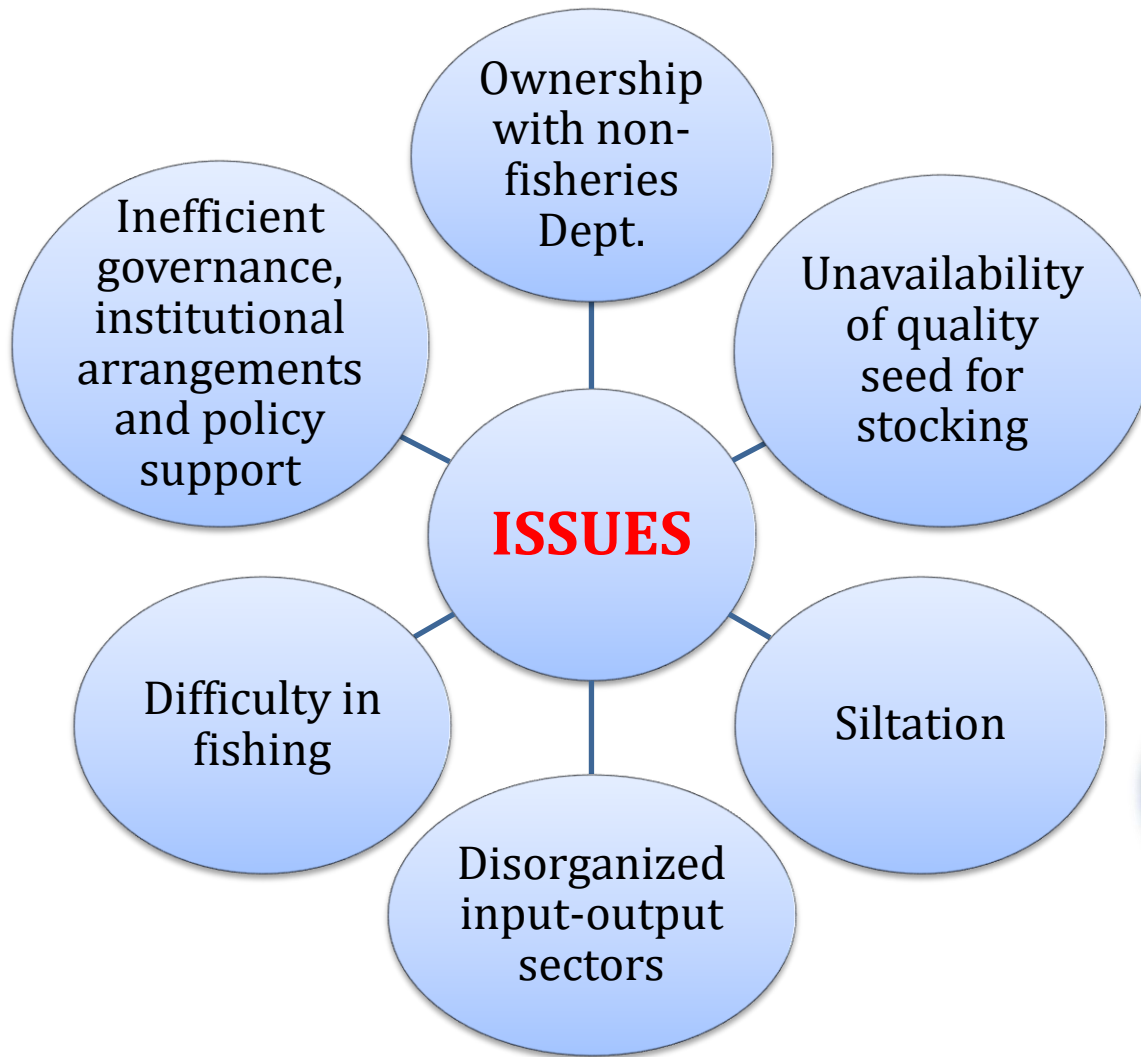 Ownership
with non-
fisheries
Dept.
Unavailability
of quality
seed for
stocking
Siltation
Disorganized
input-output
sectors
Difficulty in
fishing
Inefficient
governance,
institutional
arrangements
and policy
support
ISSUES